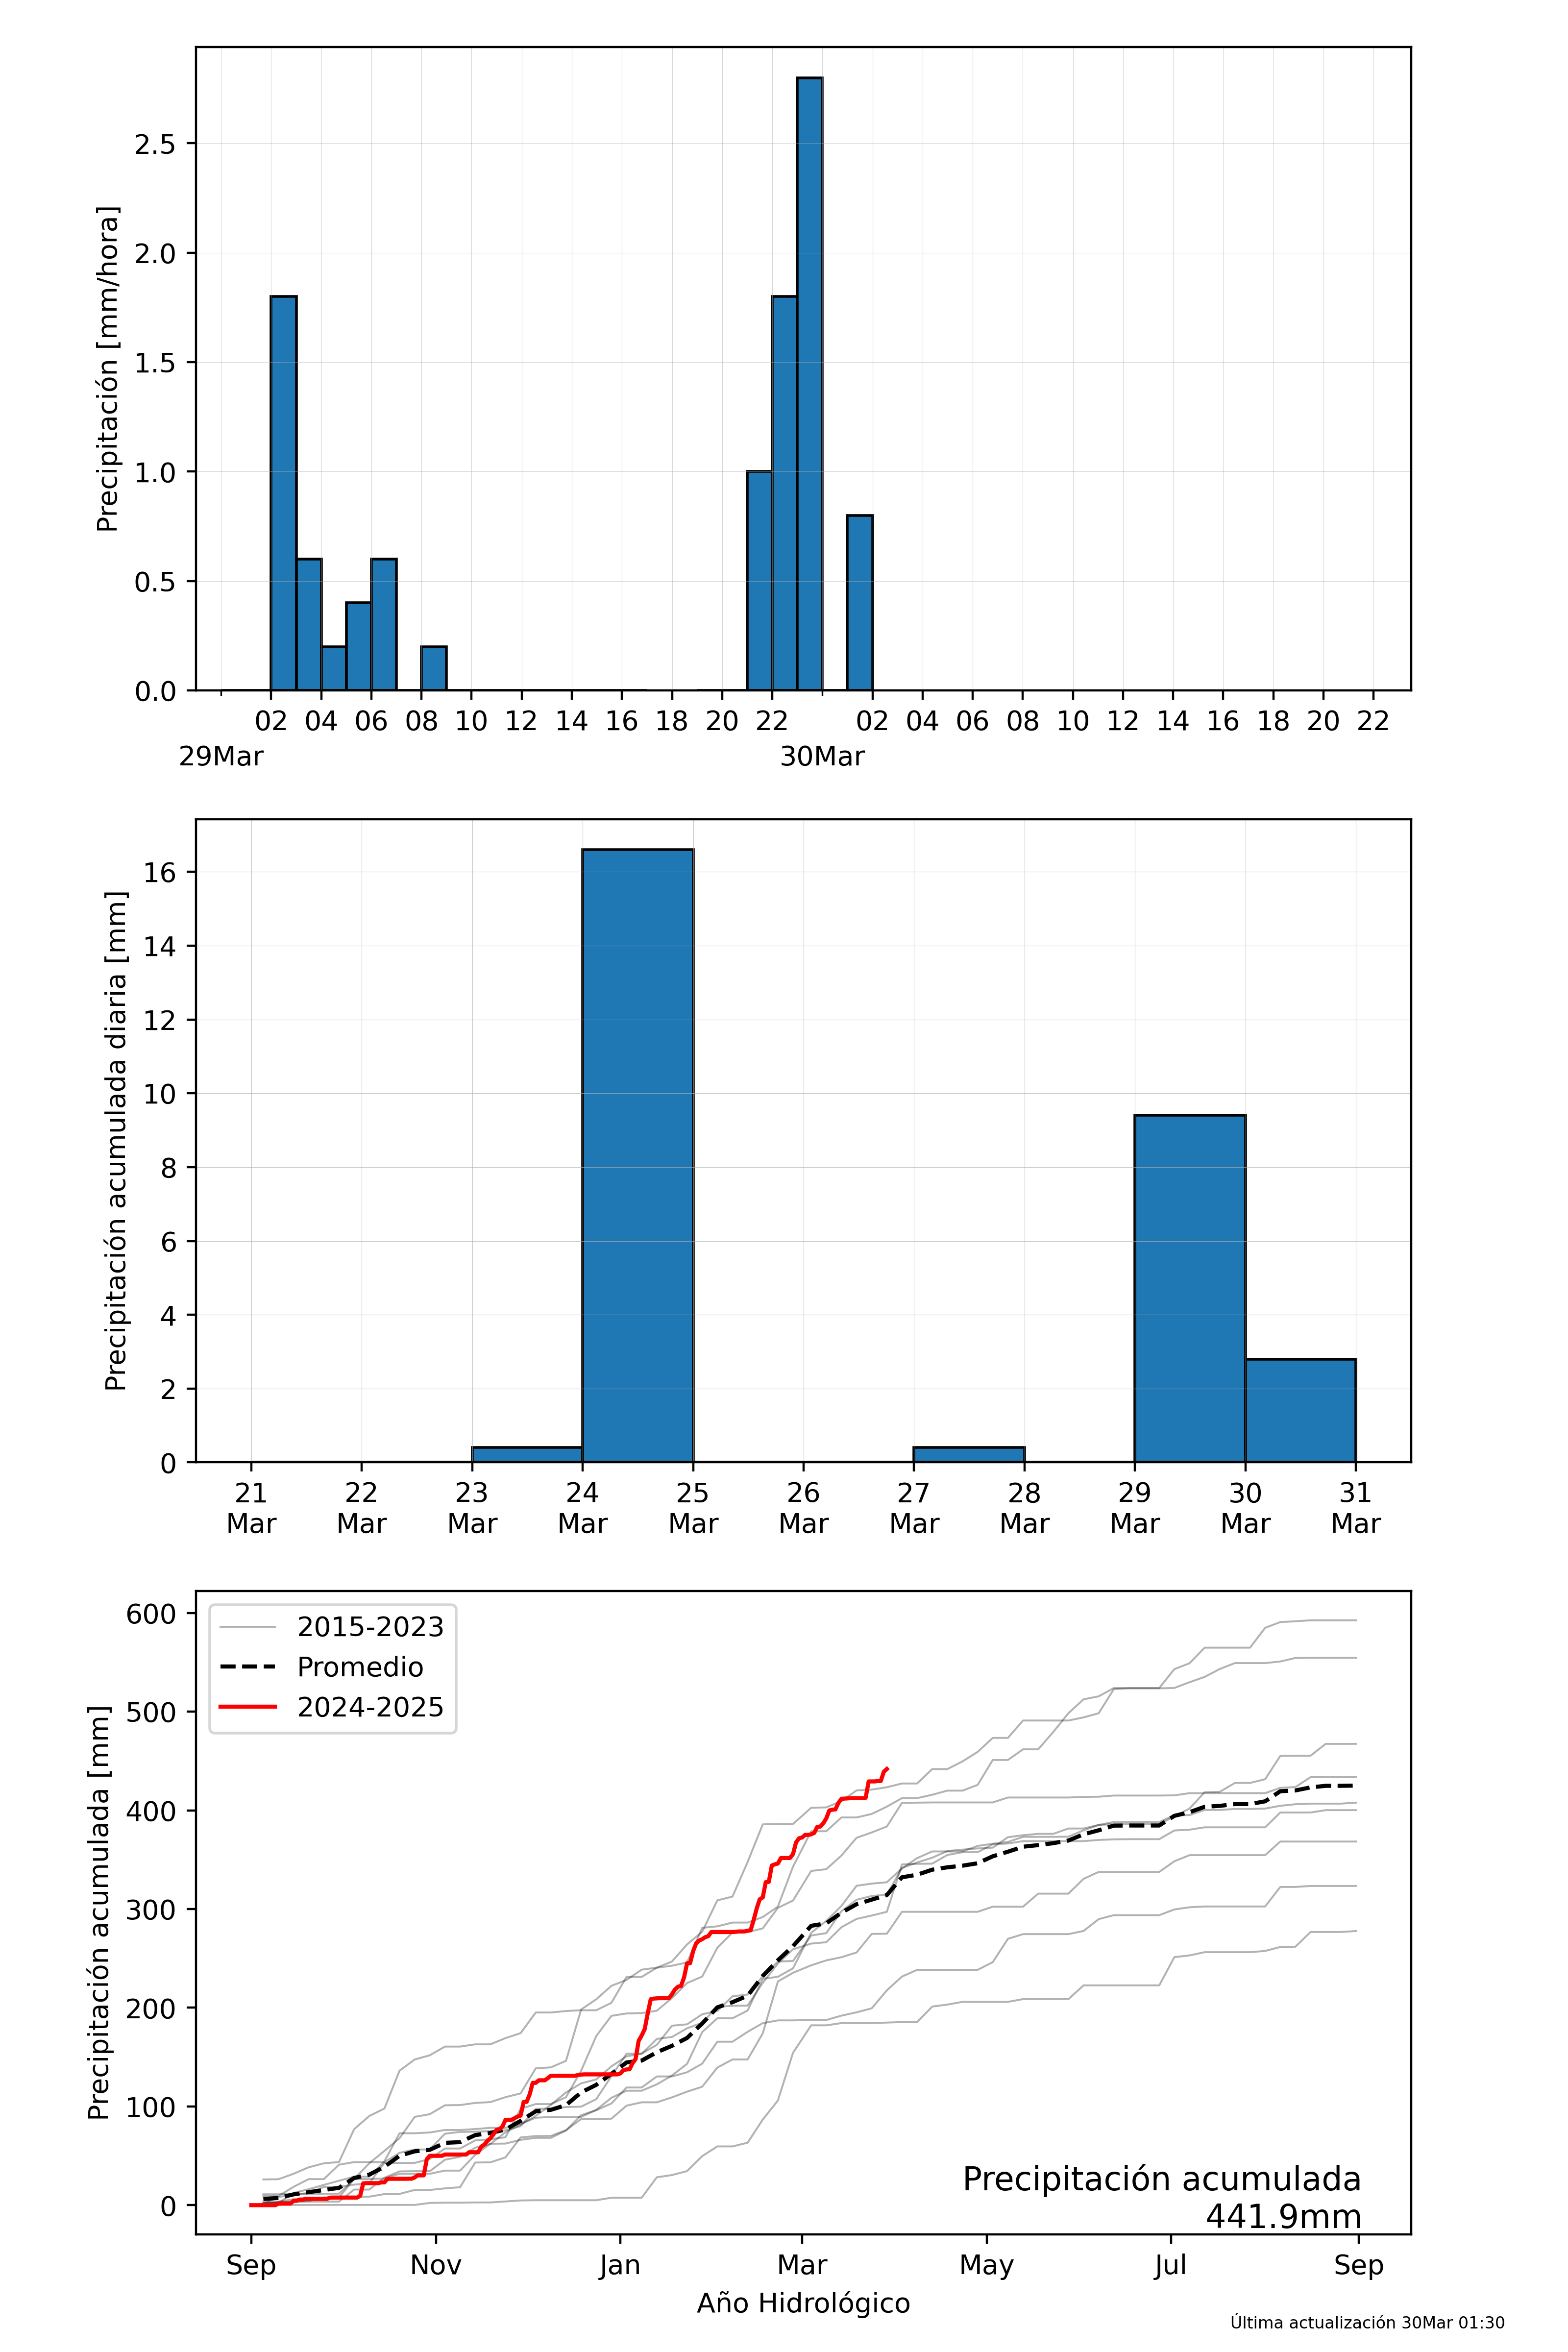 Precipitación [mm/hora]
2.5
2.0
1.5
1.0
0.5
0.0
02 04 06 08 10 12 14 16 18 20 22 02 04 06 08 10 12 14 16 18 20 22
29Mar 30Mar
Precipitación acumulada diaria [mm]
16
14
12
10
8
6
4
2
0
21 22 23 24 25 26 27 28 29 30 31
Mar Mar Mar Mar Mar Mar Mar Mar Mar Mar Mar
Precipitación acumulada [mm]
600
500
400
300
200
100
0
2015-2023
Promedio
2024-2025
Precipitación acumulada
441.9mm
Sep Nov Jan Mar May Jul Sep
Año Hidrológico
Última actualización 30Mar 01:30